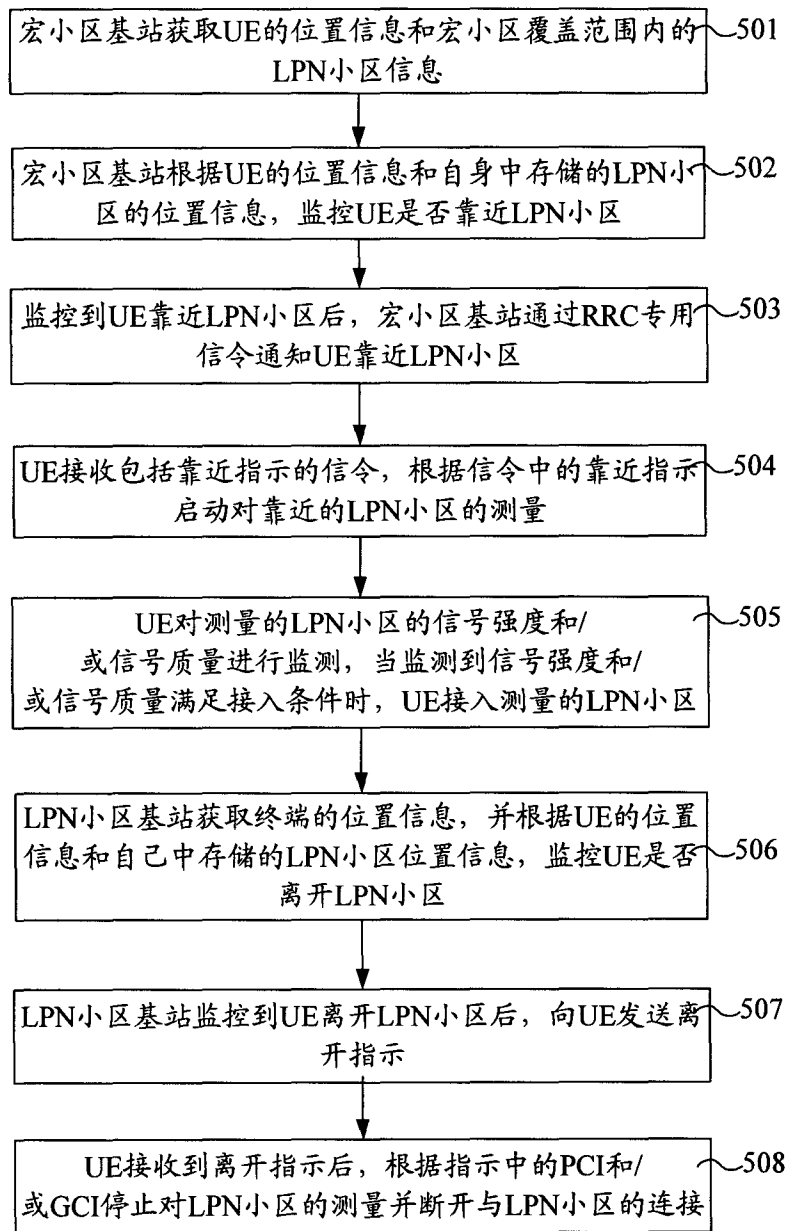 宏小区基站获取UE的位置信息和宏小区覆盖范围内的
LPN小区信息
501
宏小区基站根据UE的位置信息和自身中存储的LPN小
区的位置信息，监控UE是否靠近LPN小区
502
监控到UE靠近LPN小区后，宏小区基站通过RRC专用
信令通知UE靠近LPN小区
503
UE接收包括靠近指示的信令，根据信令中的靠近指示
启动对靠近的LPN小区的测量
504
UE对测量的LPN小区的信号强度和/
或信号质量进行监测，当监测到信号强度和/
或信号质量满足接入条件时，UE接入测量的LPN小区
505
LPN小区基站获取终端的位置信息，并根据UE的位置
信息和自己中存储的LPN小区位置信息，监控UE是否
离开LPN小区
506
LPN小区基站监控到UE离开LPN小区后，向UE发送离
开指示
507
UE接收到离开指示后，根据指示中的PCI和/
或GCI停止对LPN小区的测量并断开与LPN小区的连接
508